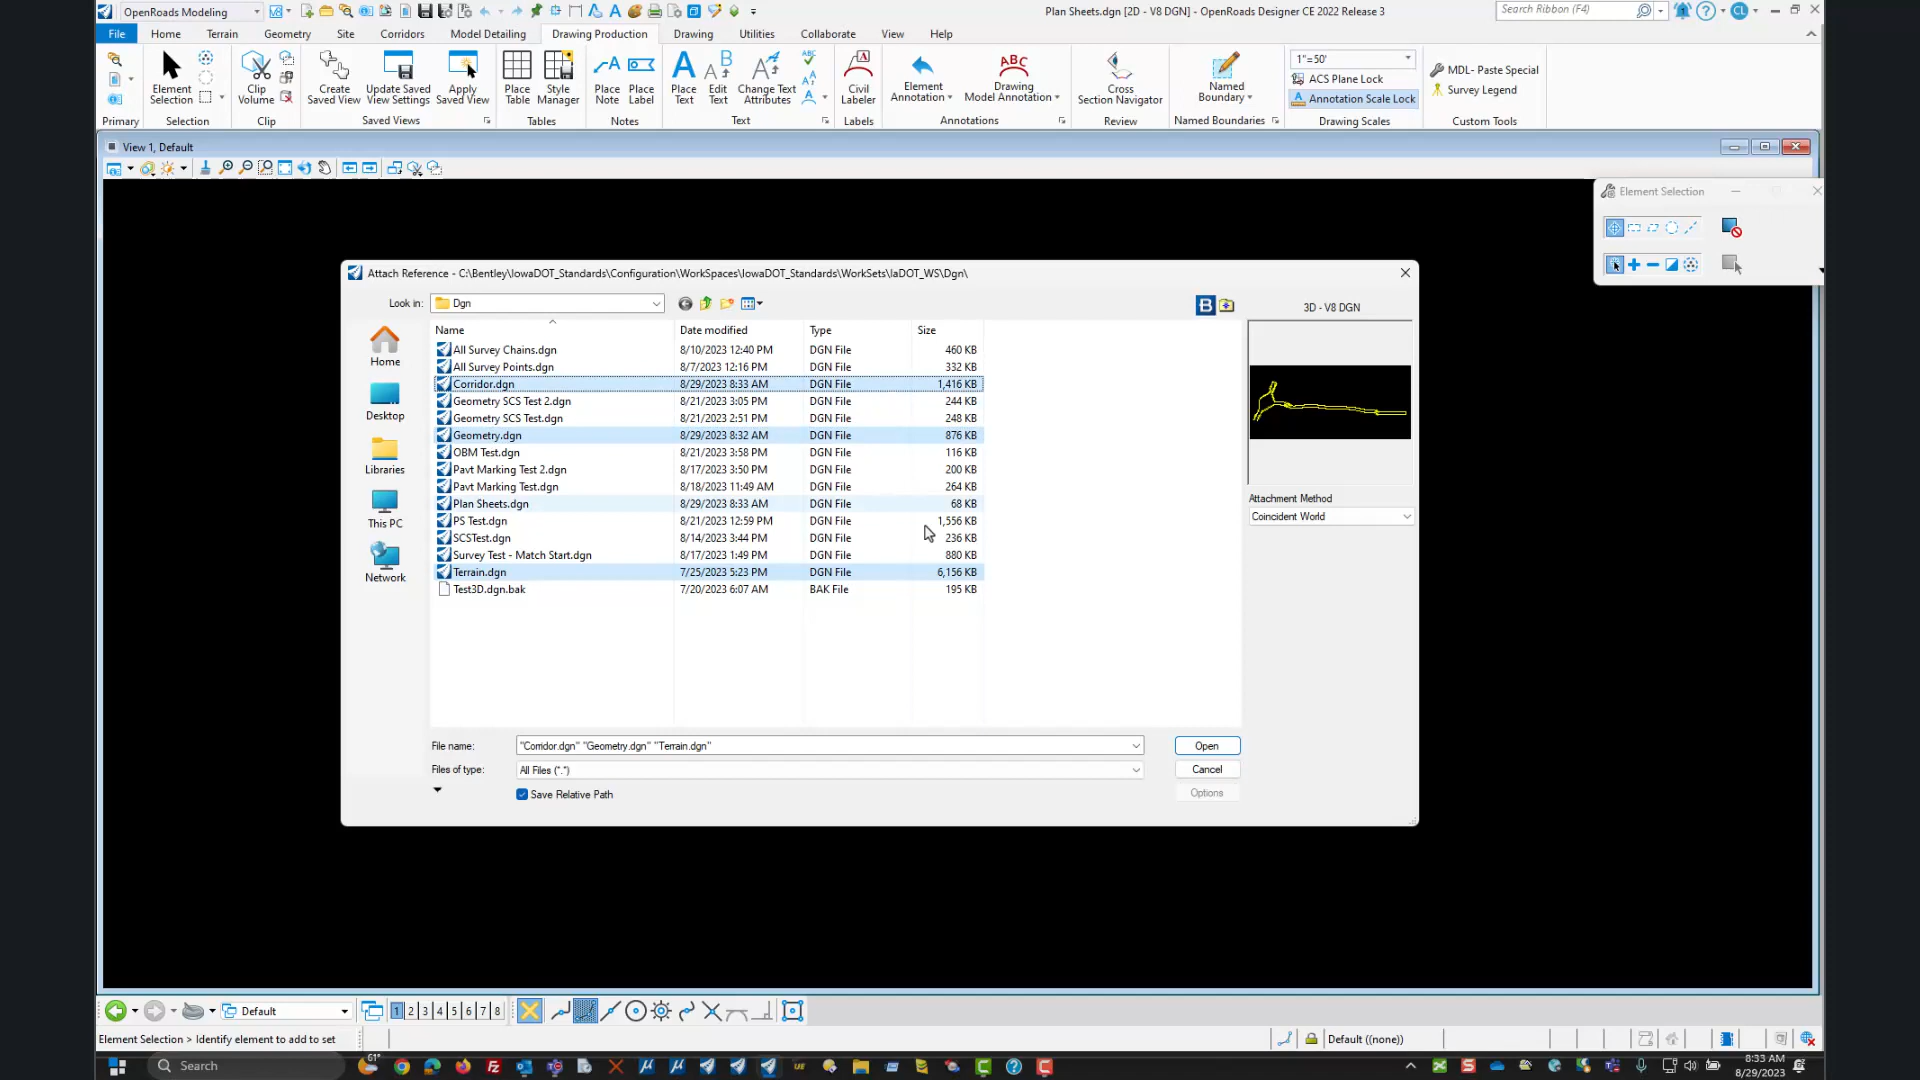 OpenRoads Modeling
Plan Sheets.dgn [2D - V8 DGN] - OpenRoads Designer CE 2022 Release 3
Search Ribbon (F4)
CL
File Home Terrain Geometry Site Corridors Model Detailing Drawing Production Drawing Utilities Collaborate View Help
Element Selection
Clip Volume
Create Saved View
Update Saved View Settings
Apply Saved View
Place Table
Style Manager
Place Note
Place Label
Place Text
Edit Text
Change Text Attributes
Civil Labeler
Element Annotation
Drawing Model Annotation
Cross Section Navigator
Named Boundary
1"=50'
ACS Plane Lock
Annotation Scale Lock
MDL- Paste Special
Survey Legend
Primary Selection Clip Saved Views Tables Notes Text Labels Annotations Review Named Boundaries Drawing Scales Custom Tools
View 1, Default
Element Selection
Attach Reference - C:\Bentley\IowaDOT_Standards\Configuration\WorkSpaces\IowaDOT_Standards\WorkSets\IaDOT_WS\Dgn\
Look in: Dgn
3D - V8 DGN
Home
Desktop
Libraries
This PC
Network
Name Date modified Type Size
All Survey Chains.dgn 8/10/2023 12:40 PM DGN File 460 KB
All Survey Points.dgn 8/7/2023 12:16 PM DGN File 332 KB
Corridor.dgn 8/29/2023 8:33 AM DGN File 1,416 KB
Geometry SCS Test 2.dgn 8/21/2023 3:05 PM DGN File 244 KB
Geometry SCS Test.dgn 8/21/2023 2:51 PM DGN File 248 KB
Geometry.dgn 8/29/2023 8:32 AM DGN File 876 KB
OBM Test.dgn 8/21/2023 3:58 PM DGN File 116 KB
Pavt Marking Test 2.dgn 8/17/2023 3:50 PM DGN File 200 KB
Pavt Marking Test.dgn 8/18/2023 11:49 AM DGN File 264 KB
Plan Sheets.dgn 8/29/2023 8:33 AM DGN File 68 KB
PS Test.dgn 8/21/2023 12:59 PM DGN File 1,556 KB
SCSTest.dgn 8/14/2023 3:44 PM DGN File 236 KB
Survey Test - Match Start.dgn 8/17/2023 1:49 PM DGN File 880 KB
Terrain.dgn 7/25/2023 5:23 PM DGN File 6,156 KB
Test3D.dgn.bak 7/20/2023 6:07 AM BAK File 195 KB
Attachment Method
Coincident World
File name: "Corridor.dgn" "Geometry.dgn" "Terrain.dgn"
Open
Files of type: All Files (*.*)
Cancel
Save Relative Path
Options
Default
1 2 3 4 5 6 7 8
Element Selection > Identify element to add to set
Default ((none))
Search
61°
8:33 AM
8/29/2023